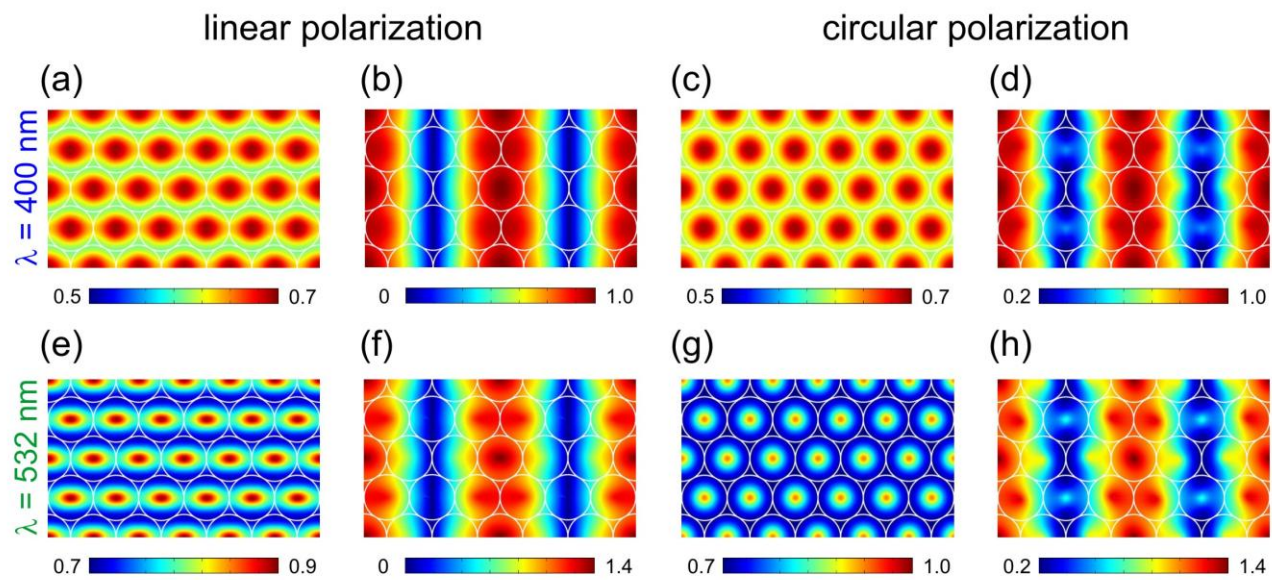 linear polarization
circular polarization
(a)
(b)
(c)
(d)
λ = 400 nm
0.5
0.7
0
1.0
0.5
0.7
0.2
1.0
(e)
(f)
(g)
(h)
λ = 532 nm
0.7
0.9
0
1.4
0.7
1.0
0.2
1.4